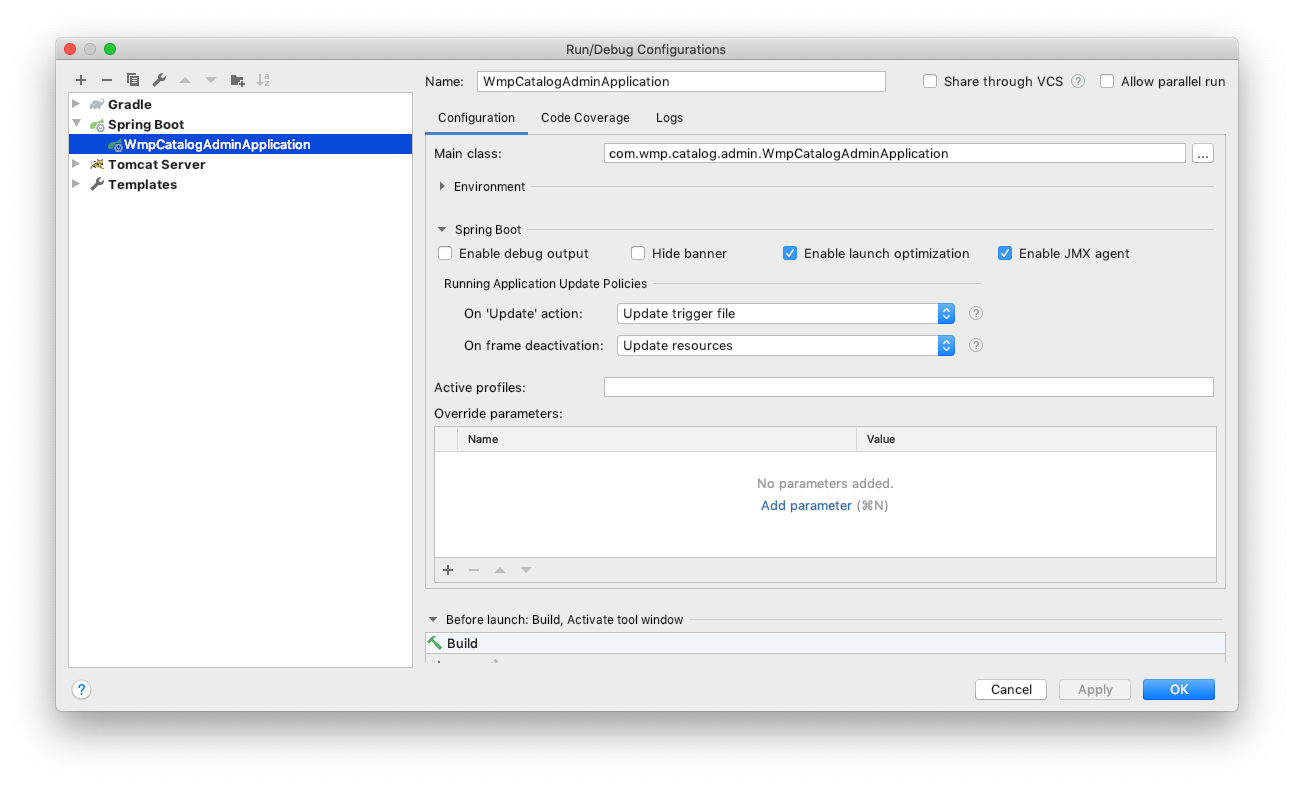 Run/Debug Configurations
Name: WmpCatalogAdminApplication Share through VCS ? Allow parallel run
Gradle
Spring Boot
WmpCatalogAdminApplication
Tomcat Server
Templates
Configuration Code Coverage Logs
Main class: com.wmp.catalog.admin.WmpCatalogAdminApplication ...
Environment
Spring Boot
Enable debug output Hide banner Enable launch optimization Enable JMX agent
Running Application Update Policies
On 'Update' action: Update trigger file ?
On frame deactivation: Update resources ?
Active profiles:
Override parameters:
Name Value
No parameters added.
Add parameter (⌘N)
Before launch: Build, Activate tool window
Build
? Cancel Apply OK